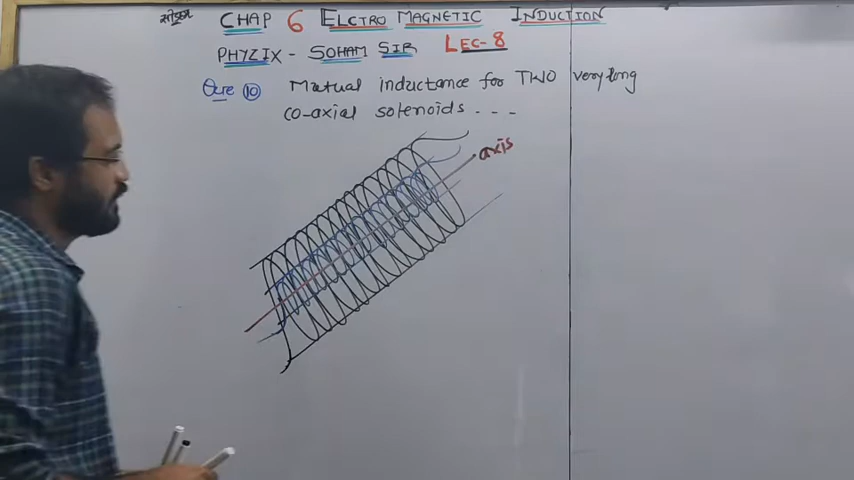 CHAP 6 ELCTRO MAGNETIC INDUCTION
PHYZIX - SOHAM SIR LEC-8
Que 10 Mutual inductance for TWO very long
co-axial solenoids - - -
axis